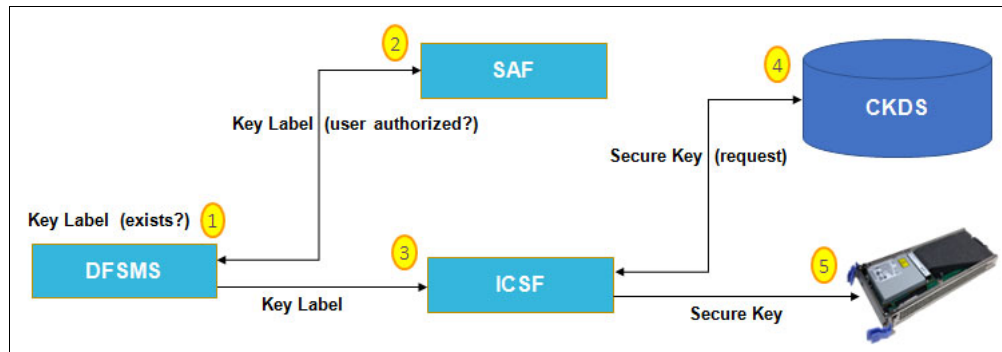 2
SAF
4
CKDS
Key Label (user authorized?)
Secure Key (request)
Key Label (exists?)
1
DFSMS
3
ICSF
5
Key Label
Secure Key